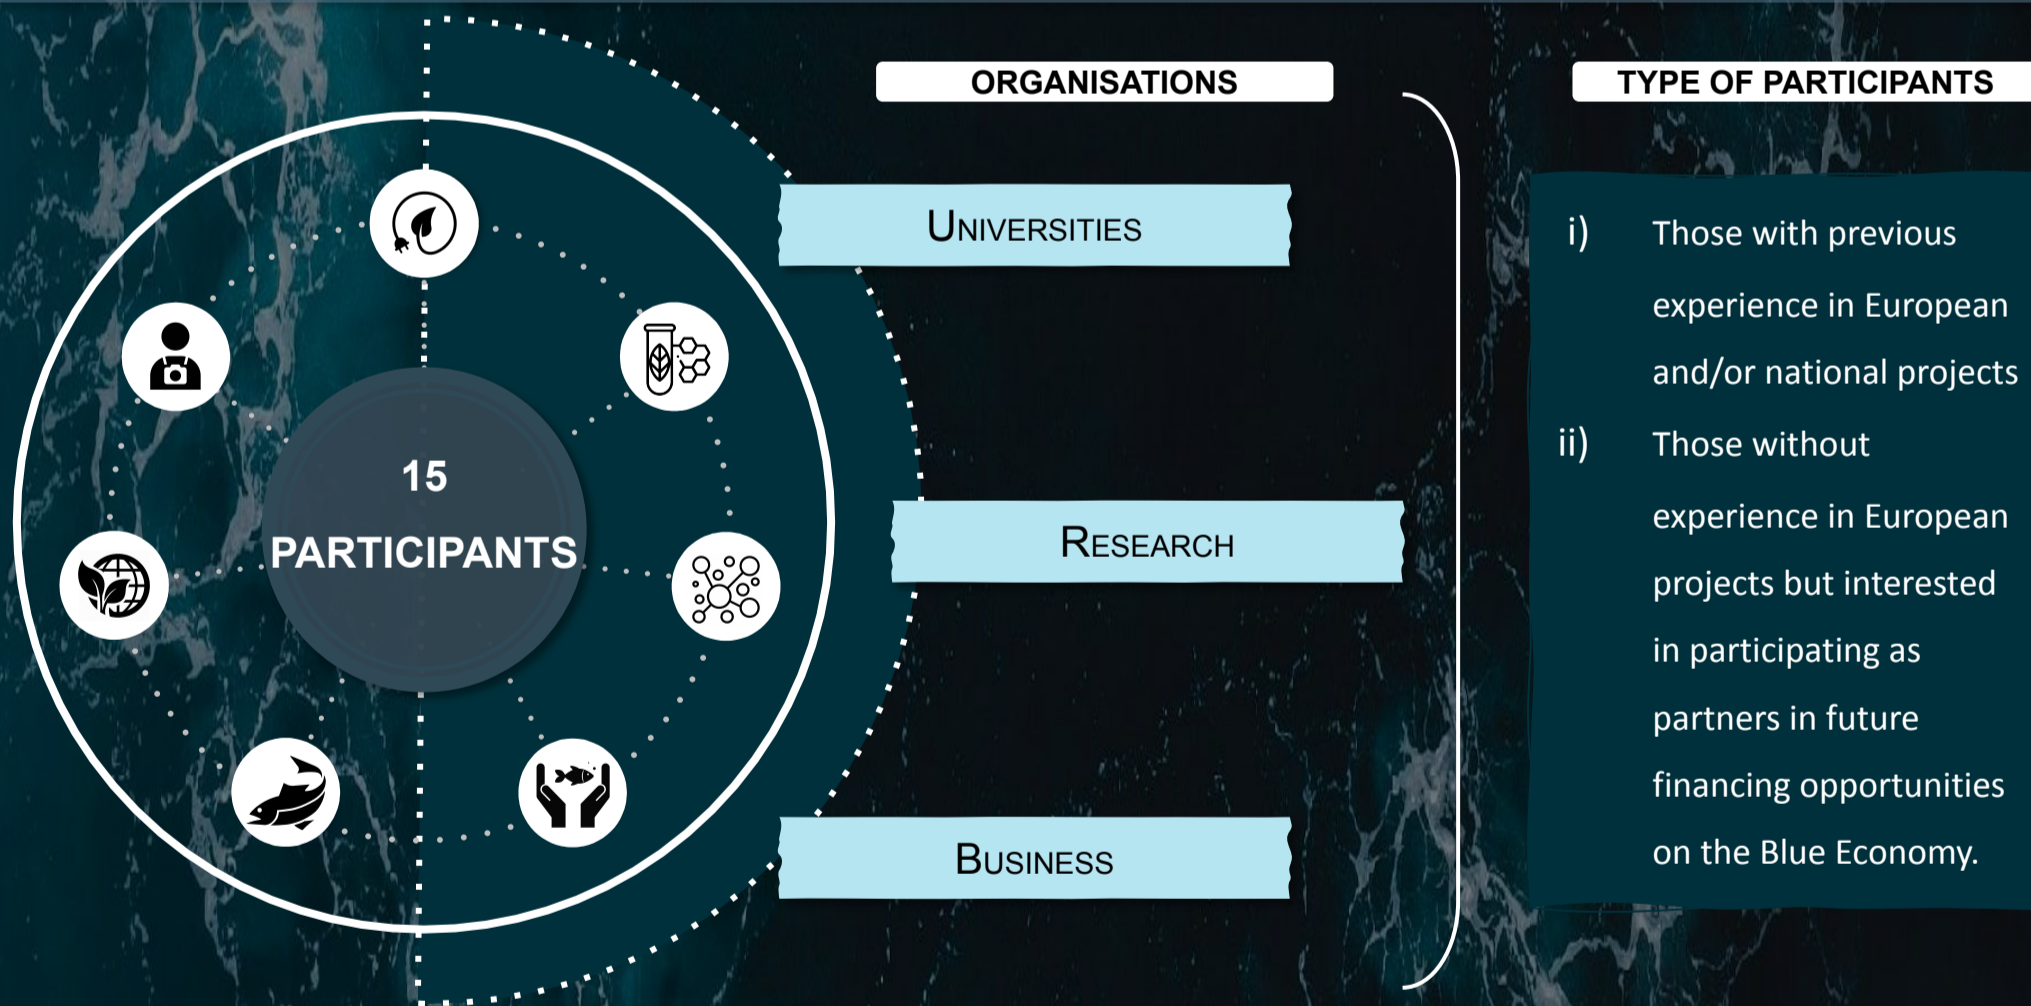 15
PARTICIPANTS
ORGANISATIONS
UNIVERSITIES
RESEARCH
BUSINESS
TYPE OF PARTICIPANTS
i) Those with previous
experience in European
and/or national projects
ii) Those without
experience in European
projects but interested
in participating as
partners in future
financing opportunities
on the Blue Economy.